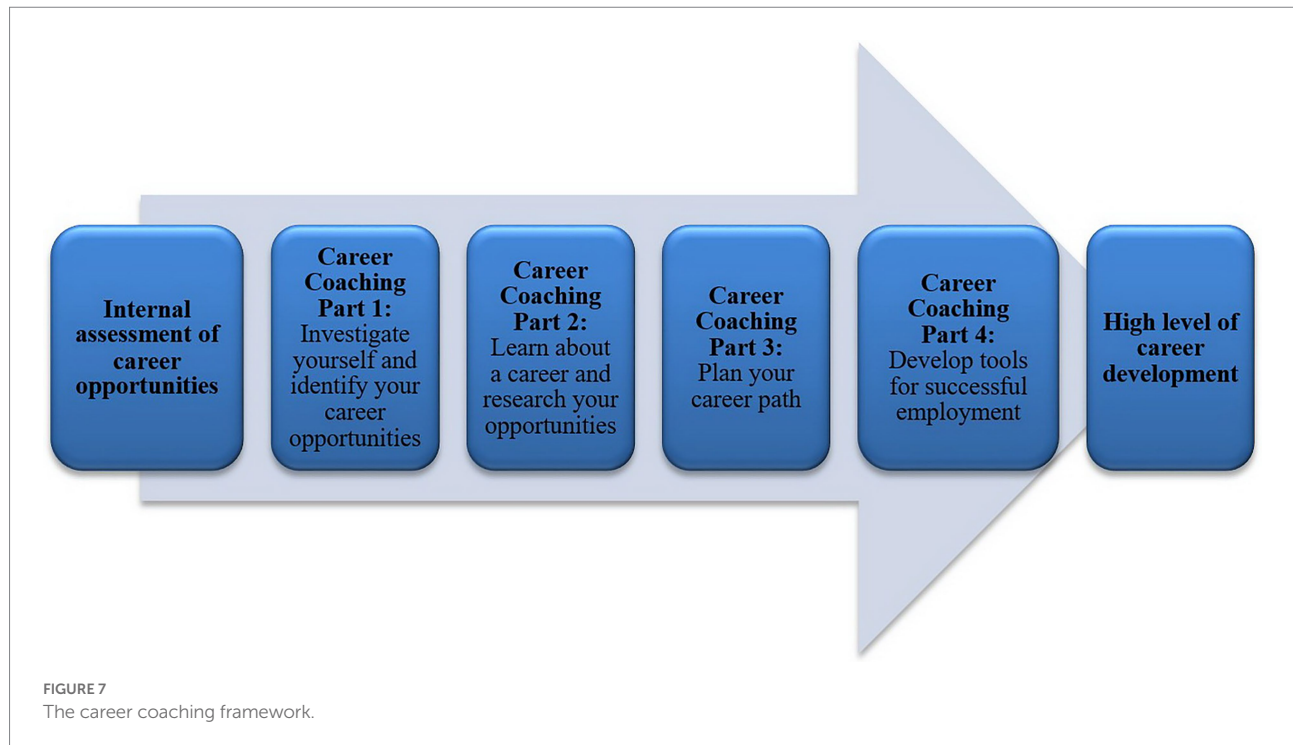 Internal
assessment of
career
opportunities
Career
Coaching
Part 1:
Investigate
yourself and
identify your
career
opportunities
Career
Coaching
Part 2:
Learn about
a career and
research your
opportunities
Career
Coaching
Part 3:
Plan your
career path
Career
Coaching
Part 4:
Develop tools
for successful
employment
High level of
career
development
FIGURE 7
The career coaching framework.